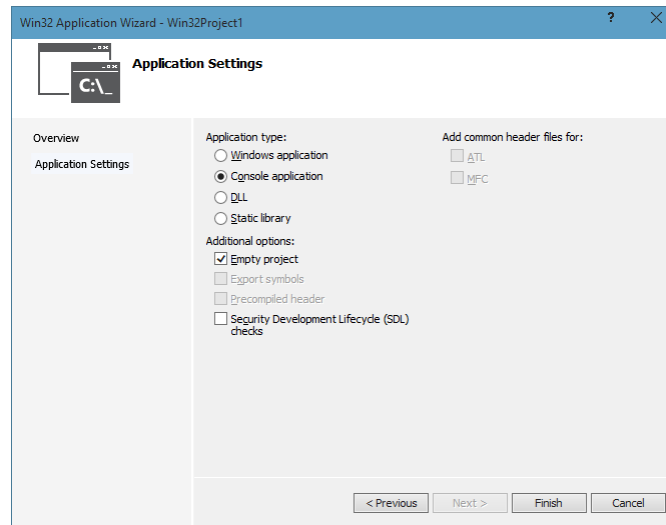 Win32 Application Wizard - Win32Project1
?
C:\_
Application Settings
Overview
Application Settings
Application type:
Windows application
Console application
DLL
Static library
Additional options:
Empty project
Export symbols
Precompiled header
Security Development Lifecycle (SDL)
checks
Add common header files for:
ATL
MFC
< Previous
Next >
Finish
Cancel